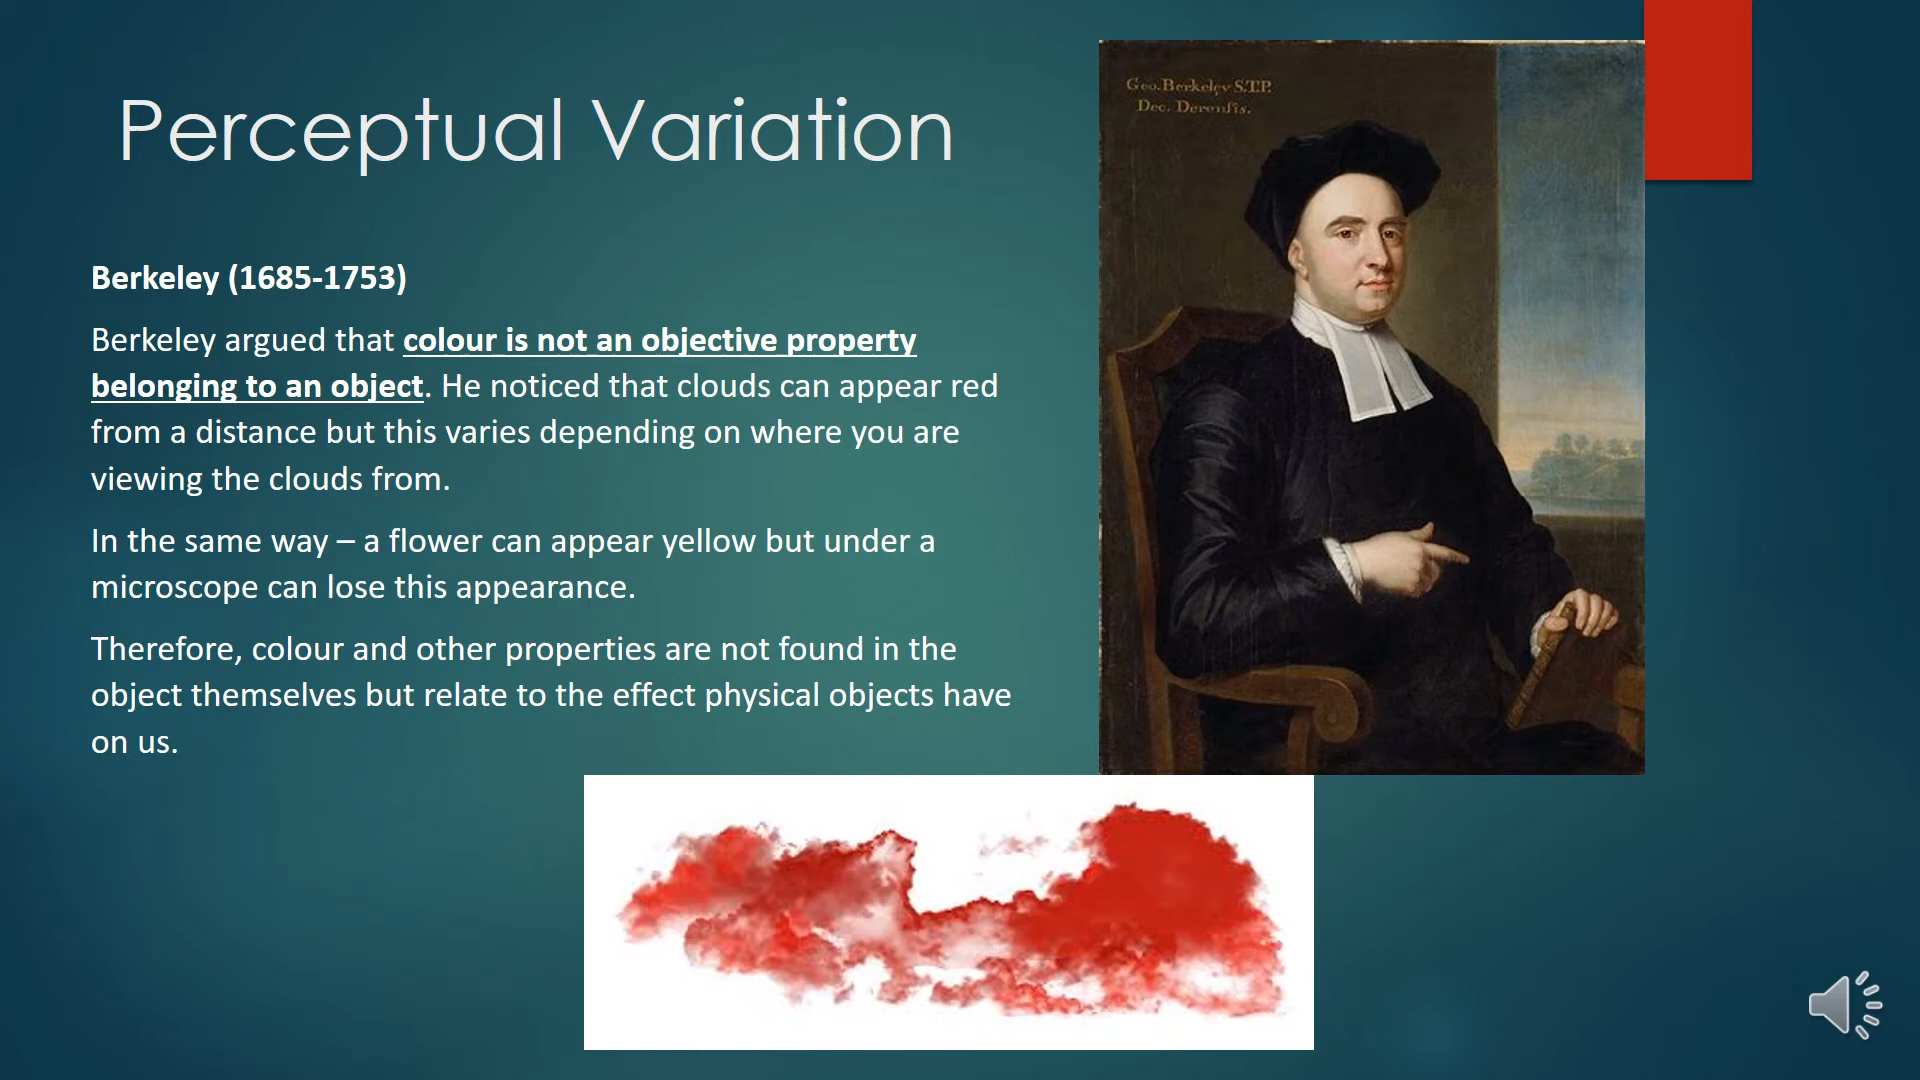 Perceptual Variation
Geo. Berkeley S.T.P.
Dec. Derensis.
Berkeley (1685-1753)
Berkeley argued that colour is not an objective property
belonging to an object. He noticed that clouds can appear red
from a distance but this varies depending on where you are
viewing the clouds from.
In the same way – a flower can appear yellow but under a
microscope can lose this appearance.
Therefore, colour and other properties are not found in the
object themselves but relate to the effect physical objects have
on us.